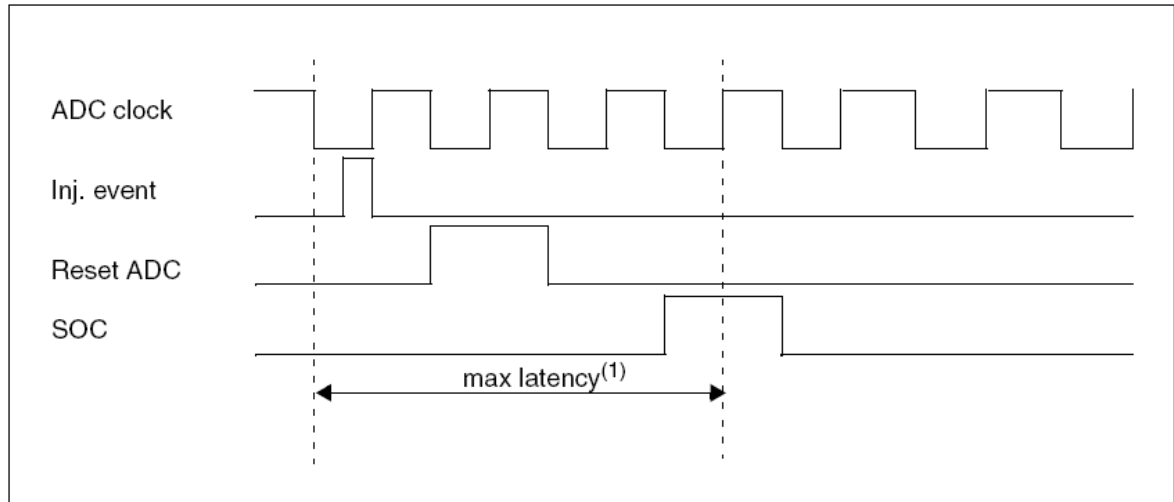 ADC clock
Inj. event
Reset ADC
SOC
max latency(1)